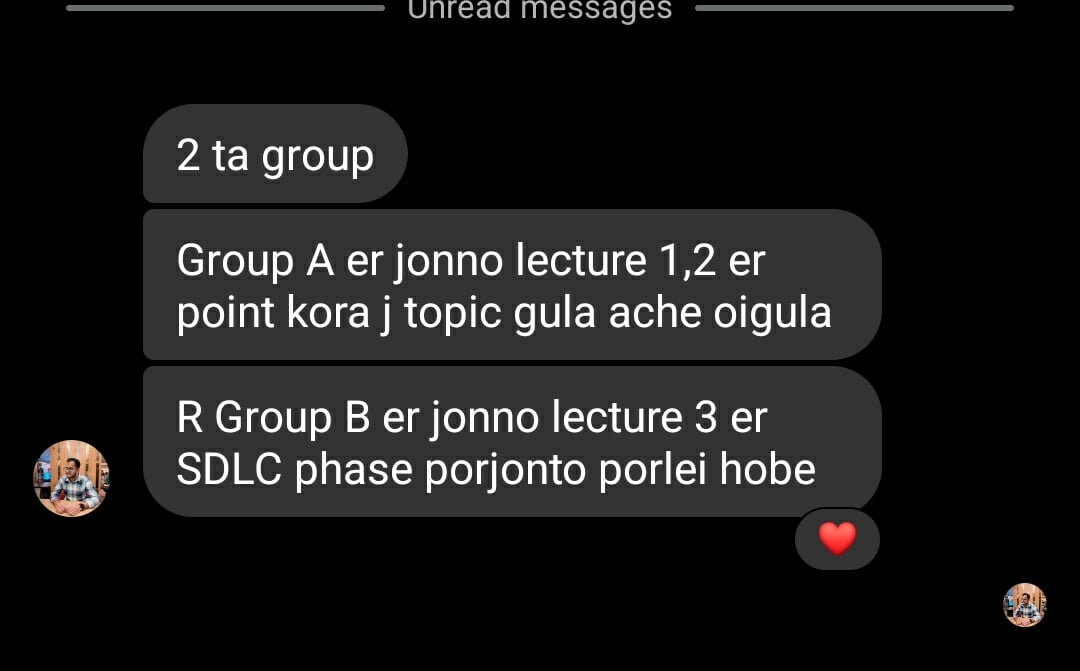 Unread messages
2 ta group
Group A er jonno lecture 1,2 er
point kora j topic gula ache oigula
R Group B er jonno lecture 3 er
SDLC phase porjonto porlei hobe